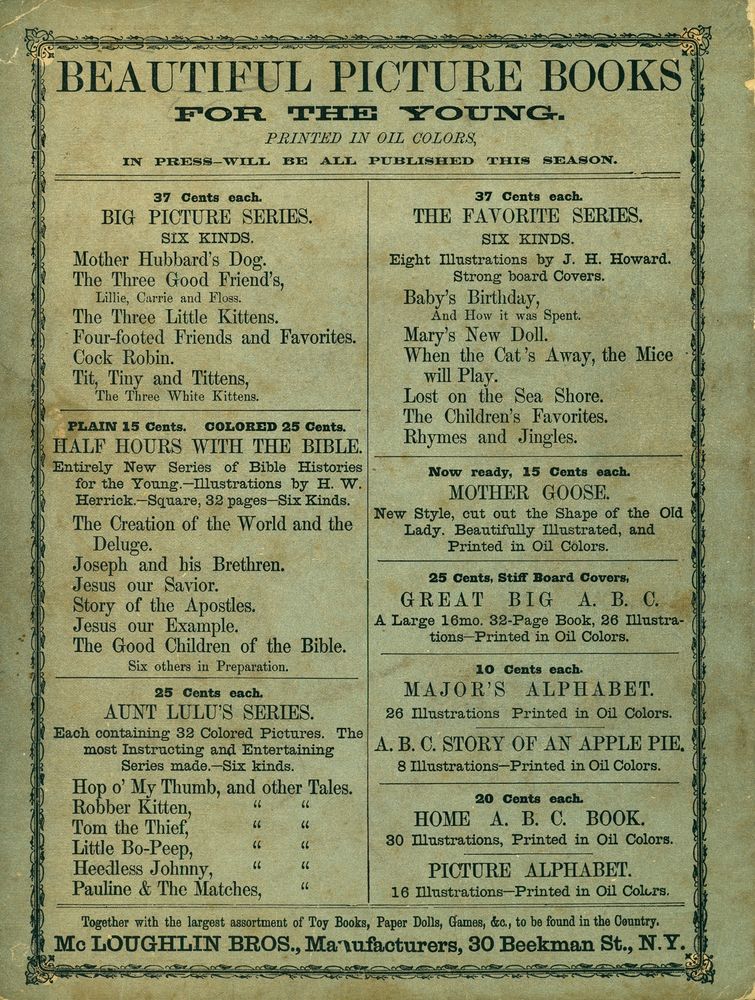 BEAUTIFUL PICTURE BOOKS
FOR THE YOUNG.
PRINTED IN OIL COLORS,
IN PRESS—WILL BE ALL PUBLISHED THIS SEASON.
37 Cents each.
BIG PICTURE SERIES.
SIX KINDS.
Mother Hubbard's Dog.
The Three Good Friend's,
Lillie, Carrie and Floss.
The Three Little Kittens.
Four-footed Friends and Favorites.
Cock Robin.
Tit, Tiny and Tittens,
The Three White Kittens.
PLAIN 15 Cents. COLORED 25 Cents.
HALF HOURS WITH THE BIBLE.
Entirely New Series of Bible Histories
for the Young.—Illustrations by H. W.
Herrick.—Square, 32 pages—Six Kinds.
The Creation of the World and the
Deluge.
Joseph and his Brethren.
Jesus our Savior.
Story of the Apostles.
Jesus our Example.
The Good Children of the Bible.
Six others in Preparation.
25 Cents each.
AUNT LULU'S SERIES.
Each containing 32 Colored Pictures. The
most Instructing and Entertaining
Series made.—Six kinds.
Hop o' My Thumb, and other Tales.
Robber Kitten, “ “
Tom the Thief, “ “
Little Bo-Peep, “ “
Heedless Johnny, “ “
Pauline & The Matches, “
37 Cents each.
THE FAVORITE SERIES.
SIX KINDS.
Eight Illustrations by J. H. Howard.
Strong board Covers.
Baby's Birthday,
And How it was Spent.
Mary's New Doll.
When the Cat's Away, the Mice
will Play.
Lost on the Sea Shore.
The Children's Favorites.
Rhymes and Jingles.
Now ready, 15 Cents each.
MOTHER GOOSE.
New Style, cut out the Shape of the Old
Lady. Beautifully Illustrated, and
Printed in Oil Colors.
25 Cents, Stiff Board Covers,
GREAT BIG A. B. C.
A Large 16mo. 32-Page Book, 26 Illustra-
tions—Printed in Oil Colors.
10 Cents each.
MAJOR'S ALPHABET.
26 Illustrations Printed in Oil Colors.
A. B. C. STORY OF AN APPLE PIE.
8 Illustrations—Printed in Oil Colors.
20 Cents each.
HOME A. B. C. BOOK.
30 Illustrations, Printed in Oil Colors.
PICTURE ALPHABET.
16 Illustrations—Printed in Oil Colors.
Together with the largest assortment of Toy Books, Paper Dolls, Games, &c., to be found in the Country.
Mc LOUGHLIN BROS., Manufacturers, 30 Beekman St., N.Y.